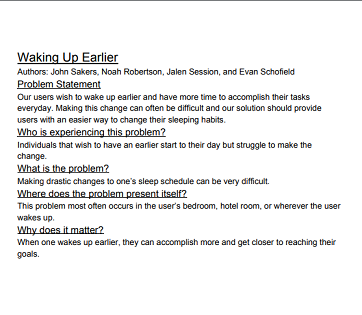 Waking Up Earlier
Authors: John Sakers, Noah Robertson, Jalen Session, and Evan Schofield
Problem Statement
Our users wish to wake up earlier and have more time to accomplish their tasks
everyday. Making this change can often be difficult and our solution should provide
users with an easier way to change their sleeping habits.
Who is experiencing this problem?
Individuals that wish to have an earlier start to their day but struggle to make the
change.
What is the problem?
Making drastic changes to one's sleep schedule can be very difficult.
Where does the problem present itself?
This problem most often occurs in the user's bedroom, hotel room, or wherever the user
wakes up.
Why does it matter?
When one wakes up earlier, they can accomplish more and get closer to reaching their
goals.